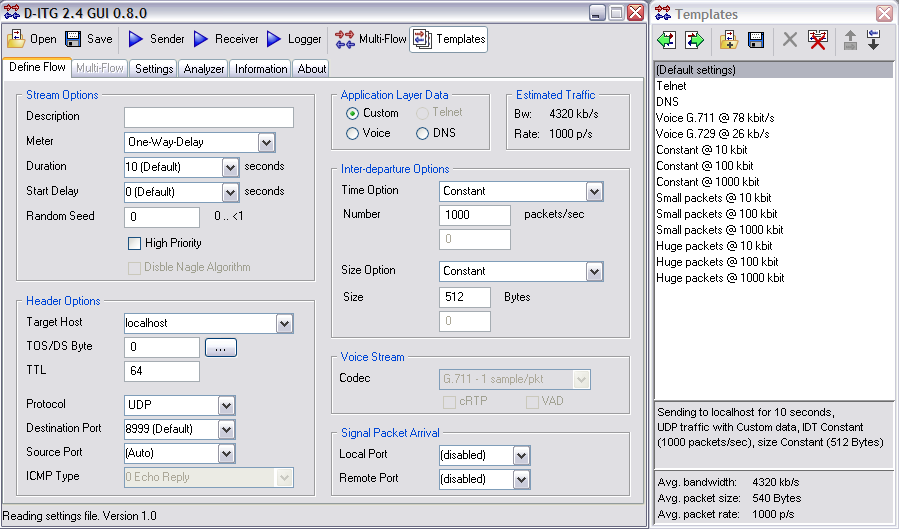 D-ITG 2.4 GUI 0.8.0
Open Save Sender Receiver Logger Multi-Flow Templates
Define Flow Multi-Flow Settings Analyzer Information About
Stream Options
Description
Meter One-Way-Delay
Duration 10 (Default) seconds
Start Delay 0 (Default) seconds
Random Seed 0 0 .. <1
High Priority
Disble Nagle Algorithm
Header Options
Target Host localhost
TOS/DS Byte 0 ...
TTL 64
Protocol UDP
Destination Port 8999 (Default)
Source Port (Auto)
ICMP Type 0 Echo Reply
Application Layer Data
Custom Telnet
Voice DNS
Estimated Traffic
Bw: 4320 kb/s
Rate: 1000 p/s
Inter-departure Options
Time Option Constant
Number 1000 packets/sec
0
Size Option Constant
Size 512 Bytes
0
Voice Stream
Codec G.711 - 1 sample/pkt
cRTP VAD
Signal Packet Arrival
Local Port (disabled)
Remote Port (disabled)
Reading settings file. Version 1.0
Templates
(Default settings)
Telnet
DNS
Voice G.711 @ 78 kbit/s
Voice G.729 @ 26 kb/s
Constant @ 10 kbit
Constant @ 100 kbit
Constant @ 1000 kbit
Small packets @ 10 kbit
Small packets @ 100 kbit
Small packets @ 1000 kbit
Huge packets @ 10 kbit
Huge packets @ 100 kbit
Huge packets @ 1000 kbit
Sending to localhost for 10 seconds,
UDP traffic with Custom data, IDT Constant
(1000 packets/sec), size Constant (512 Bytes)
Avg. bandwidth: 4320 kb/s
Avg. packet size: 540 Bytes
Avg. packet rate: 1000 p/s